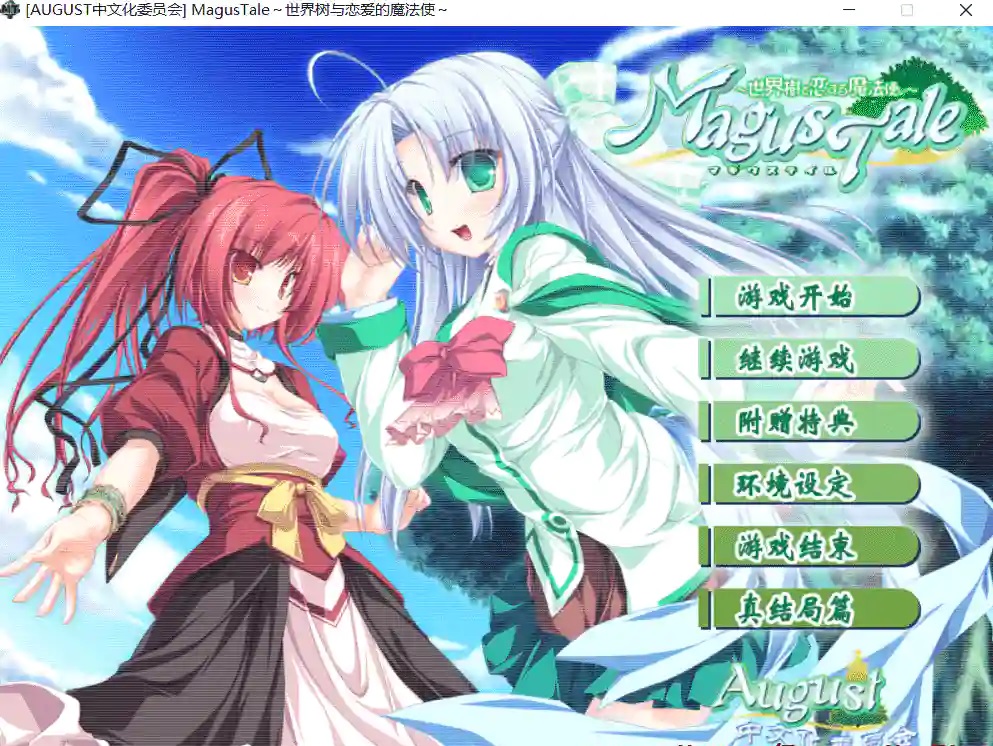 [AUGUST中文化委员会] MagusTale～世界树与恋爱的魔法使～
～世界樹と恋する魔法使い～
MagusTale
マギウステイル
游戏开始
继续游戏
附赠特典
环境设定
游戏结束
真结局篇
August